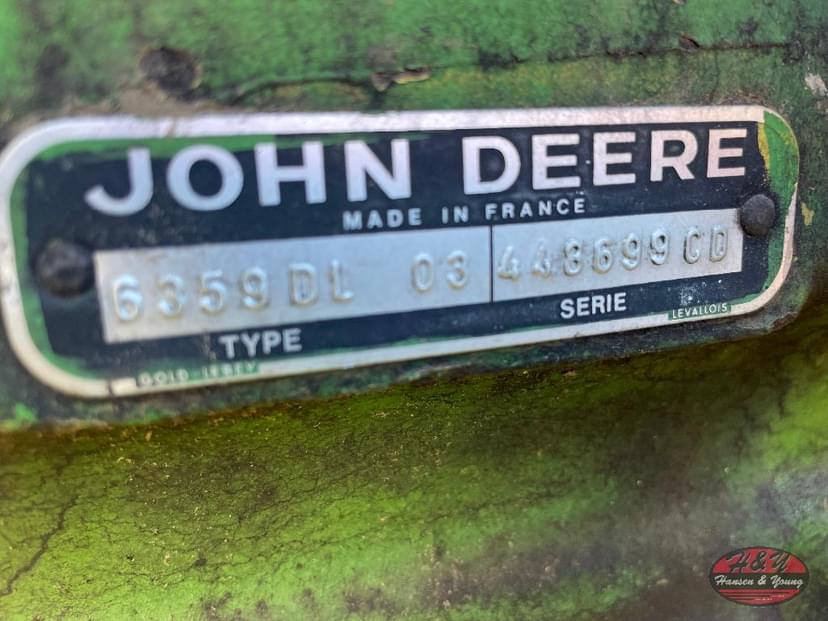 JOHN DEERE
MADE IN FRANCE
6359DL 03 443699CD
TYPE SERIE
LEVALLOIS
H&Y
Hansen & Young